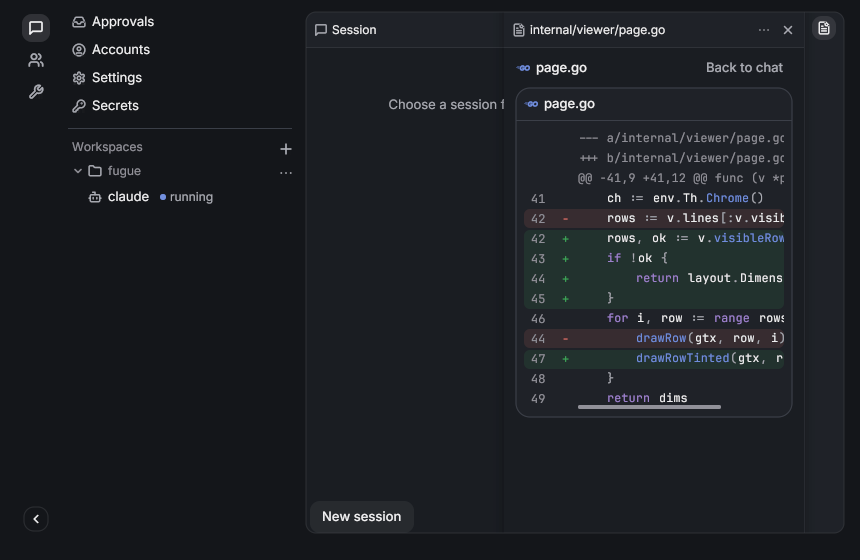 Approvals
Accounts
Settings
Secrets
Workspaces
fugue
claude running
Session
Choose a session f
New session
internal/viewer/page.go
page.go
Back to chat
page.go
--- a/internal/viewer/page.go
+++ b/internal/viewer/page.go
@@ -41,9 +41,12 @@ func (v *p
41 ch := env.Th.Chrome()
42 - rows := v.lines[:v.visib
42 + rows, ok := v.visibleRow
43 + if !ok {
44 + return layout.Dimens
45 + }
46 for i, row := range rows
44 - drawRow(gtx, row, i)
47 + drawRowTinted(gtx, r
48 }
49 return dims